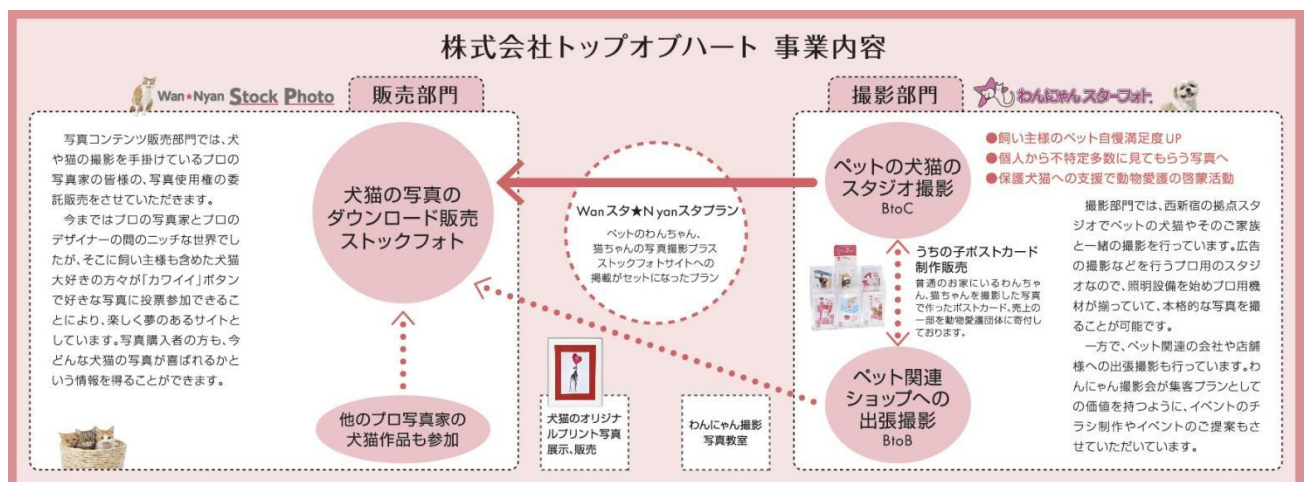 株式会社トップオブハート 事業内容
Wan★Nyan Stock Photo
販売部門
写真コンテンツ販売部門では、犬
や猫の撮影を手掛けているプロの
写真家の皆様の、写真使用権の委
託販売をさせていただきます。
今まではプロの写真家とプロの
デザイナーの間のニッチな世界でし
たが、そこに飼い主様も含めた犬猫
大好きの方々が「カワイイ」ボタン
で好きな写真に投票参加できるこ
とにより、楽しく夢のあるサイトと
しています。写真購入者の方も、今
どんな犬猫の写真が喜ばれるかと
いう情報を得ることができます。
犬猫の写真の
ダウンロード販売
ストックフォト
他のプロ写真家の
犬猫作品も参加
Wanスタ★Nyanスタプラン
ペットのわんちゃん、
猫ちゃんの写真撮影プラス
ストックフォトサイトへの
掲載がセットになったプラン
犬猫のオリジナ
ルプリント写真
展示、販売
わんにゃん撮影
写真教室
撮影部門
わんにゃんスターフォト
ペットの犬猫の
スタジオ撮影
BtoC
うちの子ポストカード
制作販売
普通のお家にいるわんちゃ
ん、猫ちゃんを撮影した写真
で作ったポストカード。売上の
一部を動物愛護団体に寄付し
ております。
ペット関連
ショップへの
出張撮影
BtoB
●飼い主様のペット自慢満足度UP
●個人から不特定多数に見てもらう写真へ
●保護犬猫への支援で動物愛護の啓蒙活動
撮影部門では、西新宿の拠点スタ
ジオでペットの犬猫やそのご家族
と一緒の撮影を行っています。広告
の撮影などを行うプロ用のスタジ
オなので、照明設備を始めプロ用機
材が揃っていて、本格的な写真を撮
ることが可能です。
一方で、ペット関連の会社や店舗
様への出張撮影も行っています。わ
んにゃん撮影会が集客プランとして
の価値を持つように、イベントのチ
ラシ制作やイベントのご提案もさ
せていただいています。